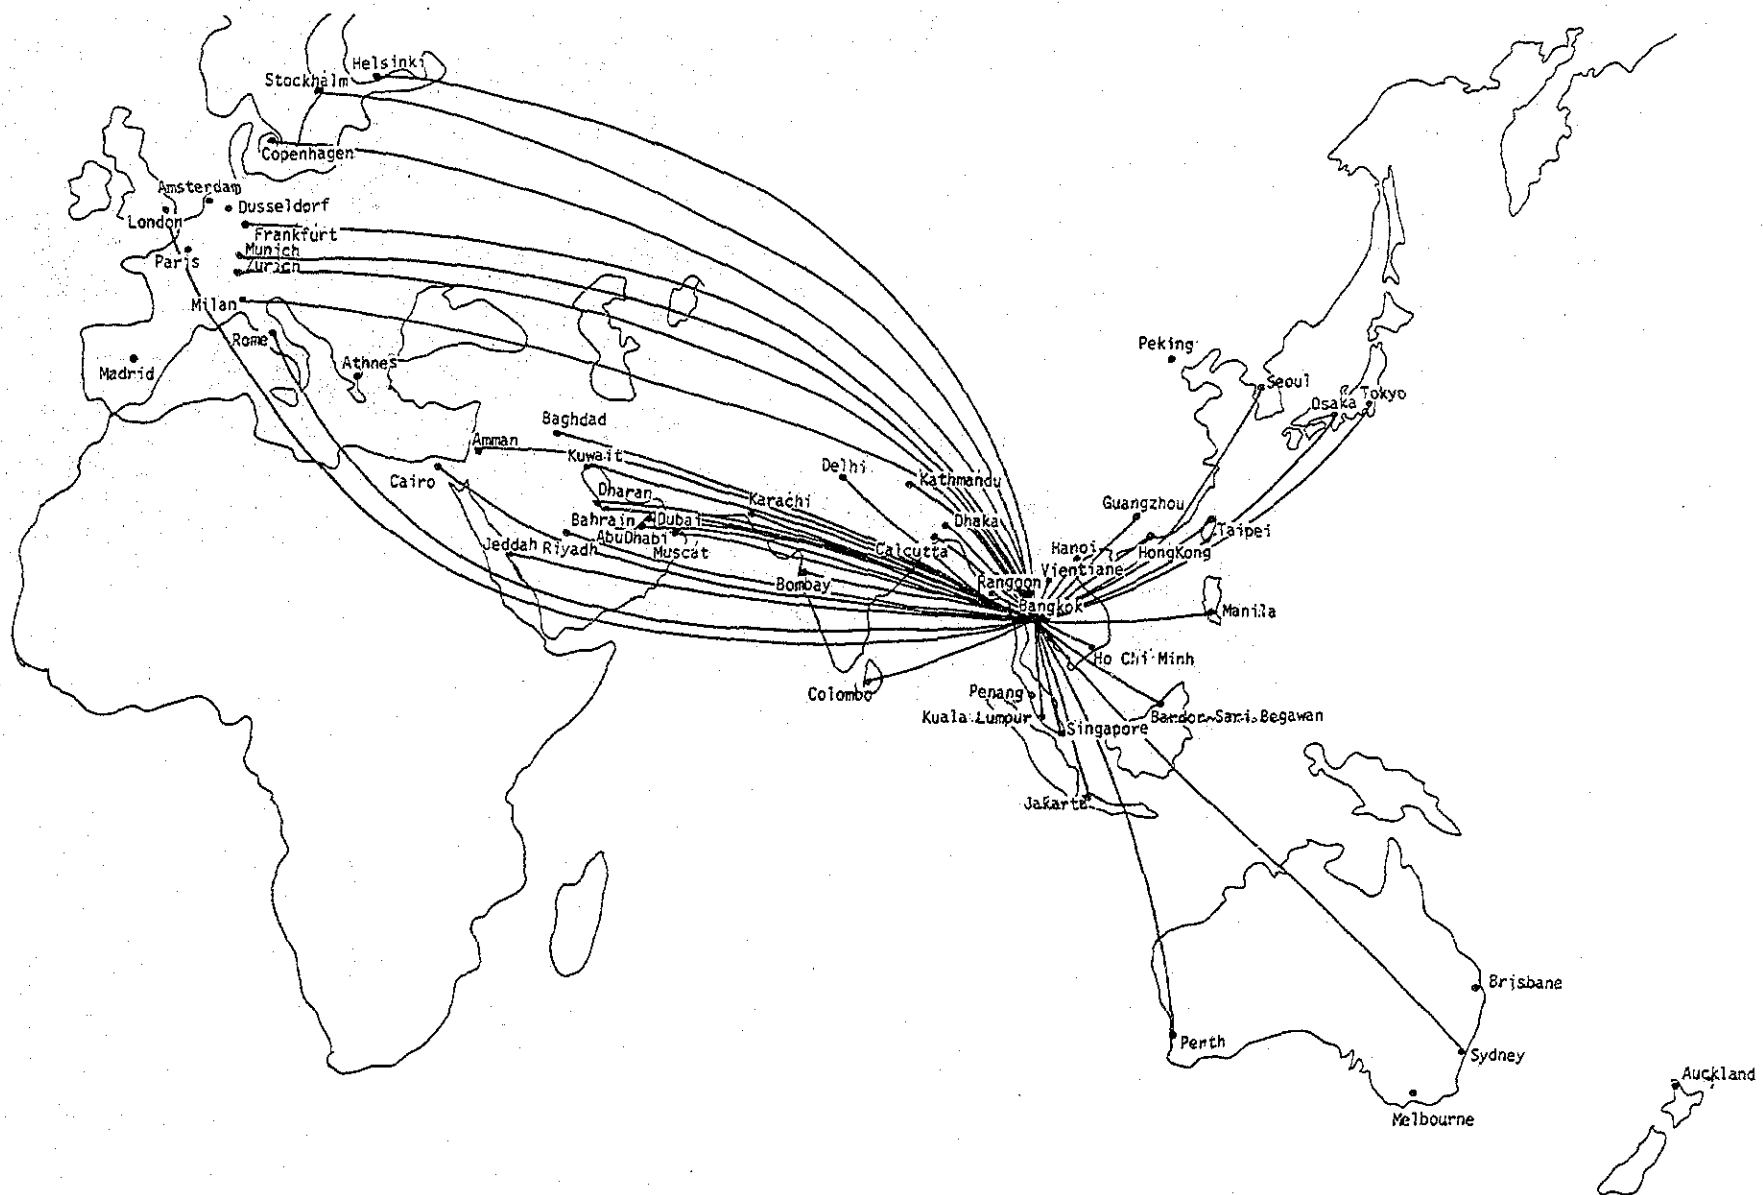 Helsinki
Stockholm
Copenhagen
Amsterdam
Dusseldorf
London
Frankfurt
Munich
Paris
Zurich
Milan
Rome
Athnes
Madrid
Peking
Seoul
Osaka
Tokyo
Baghdad
Amman
Kuwait
Cairo
Delhi
Kathmandu
Dharan
Karachi
Guangzhou
Bahrain
Dubai
Dhaka
Taipei
AbuDhabi
Jeddah
Riyadh
Muscat
Calcutta
Hanoi
HongKong
Vientiane
Bombay
Rangoon
Bangkok
Manila
Ho Chi Minh
Colombo
Penang
Kuala Lumpur
Bandor Sari Begawan
Singapore
Jakarta
Brisbane
Perth
Sydney
Auckland
Melbourne